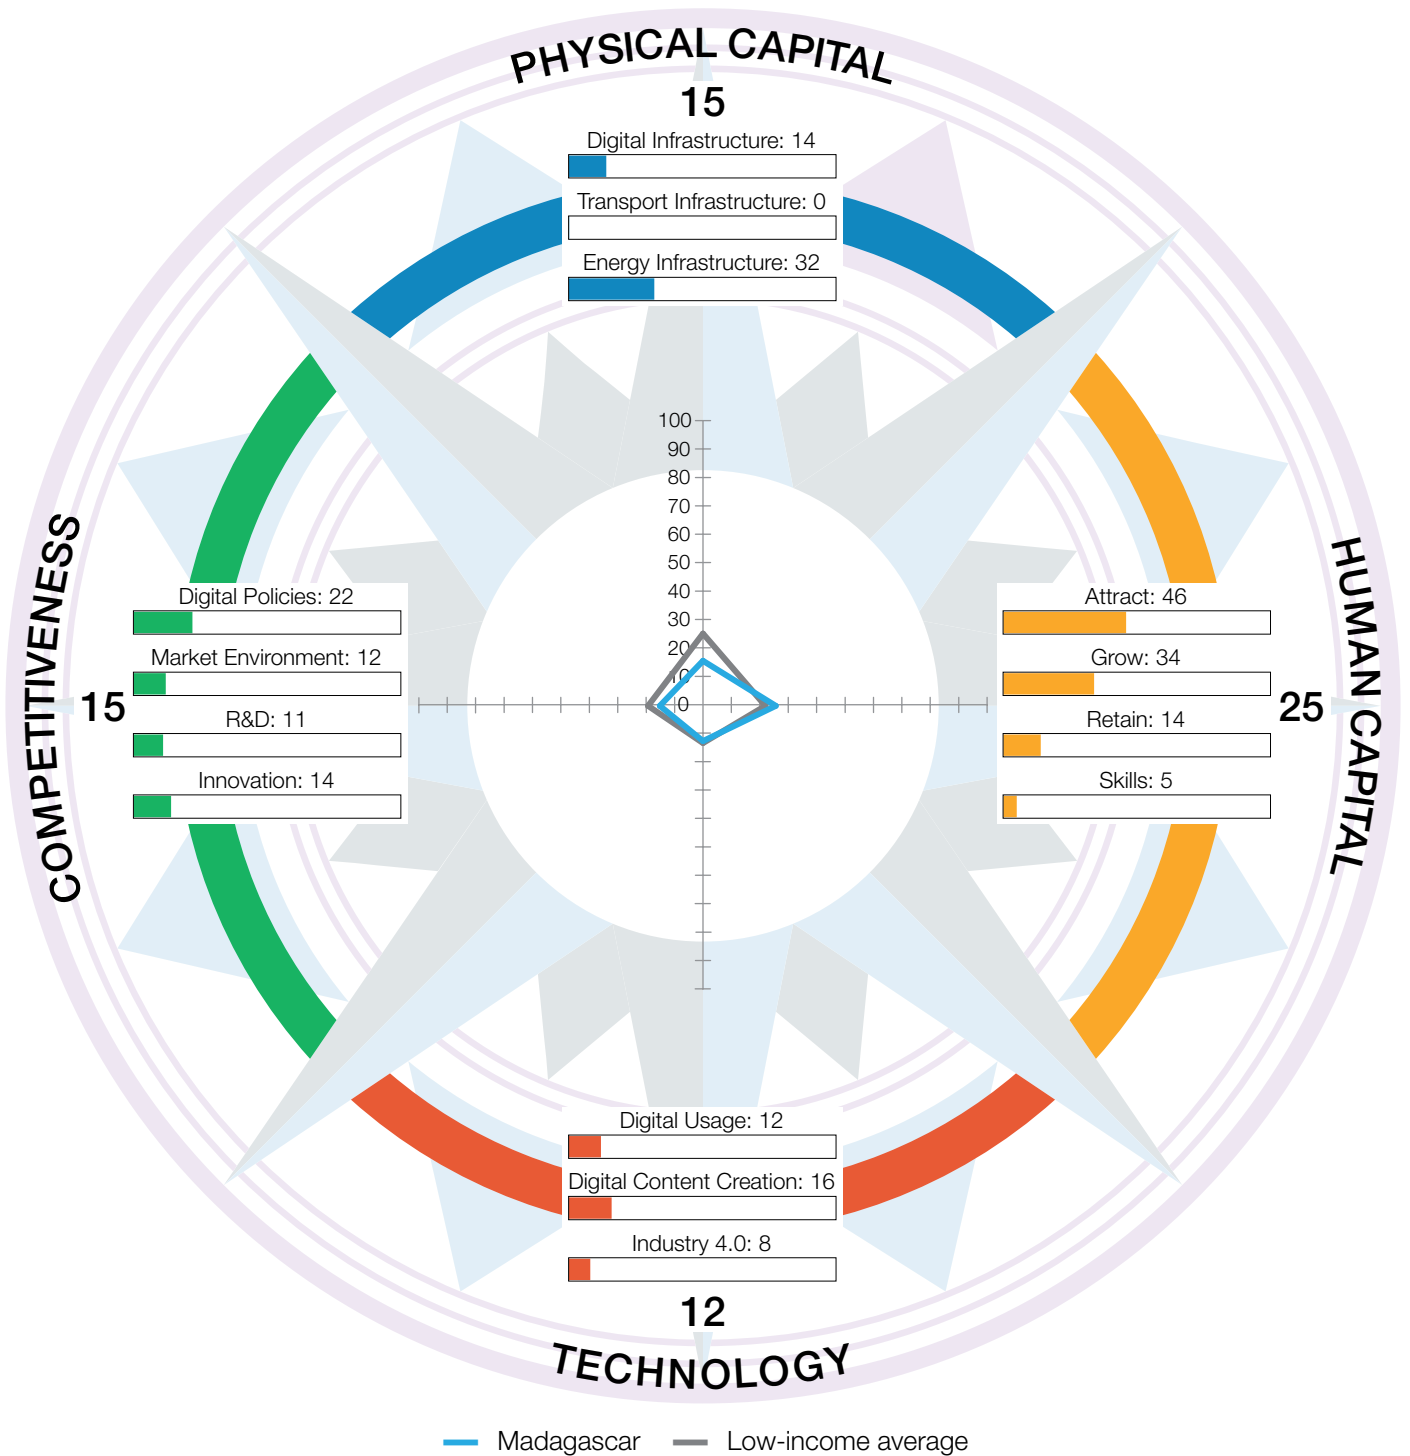 PHYSICAL CAPITAL
15
Digital Infrastructure: 14
Transport Infrastructure: 0
Energy Infrastructure: 32
100
90
80
70
60
50
40
30
20
10
0
COMPETITIVENESS
15
Digital Policies: 22
Market Environment: 12
R&D: 11
Innovation: 14
HUMAN CAPITAL
25
Attract: 46
Grow: 34
Retain: 14
Skills: 5
Digital Usage: 12
Digital Content Creation: 16
Industry 4.0: 8
12
TECHNOLOGY
Madagascar
Low-income average